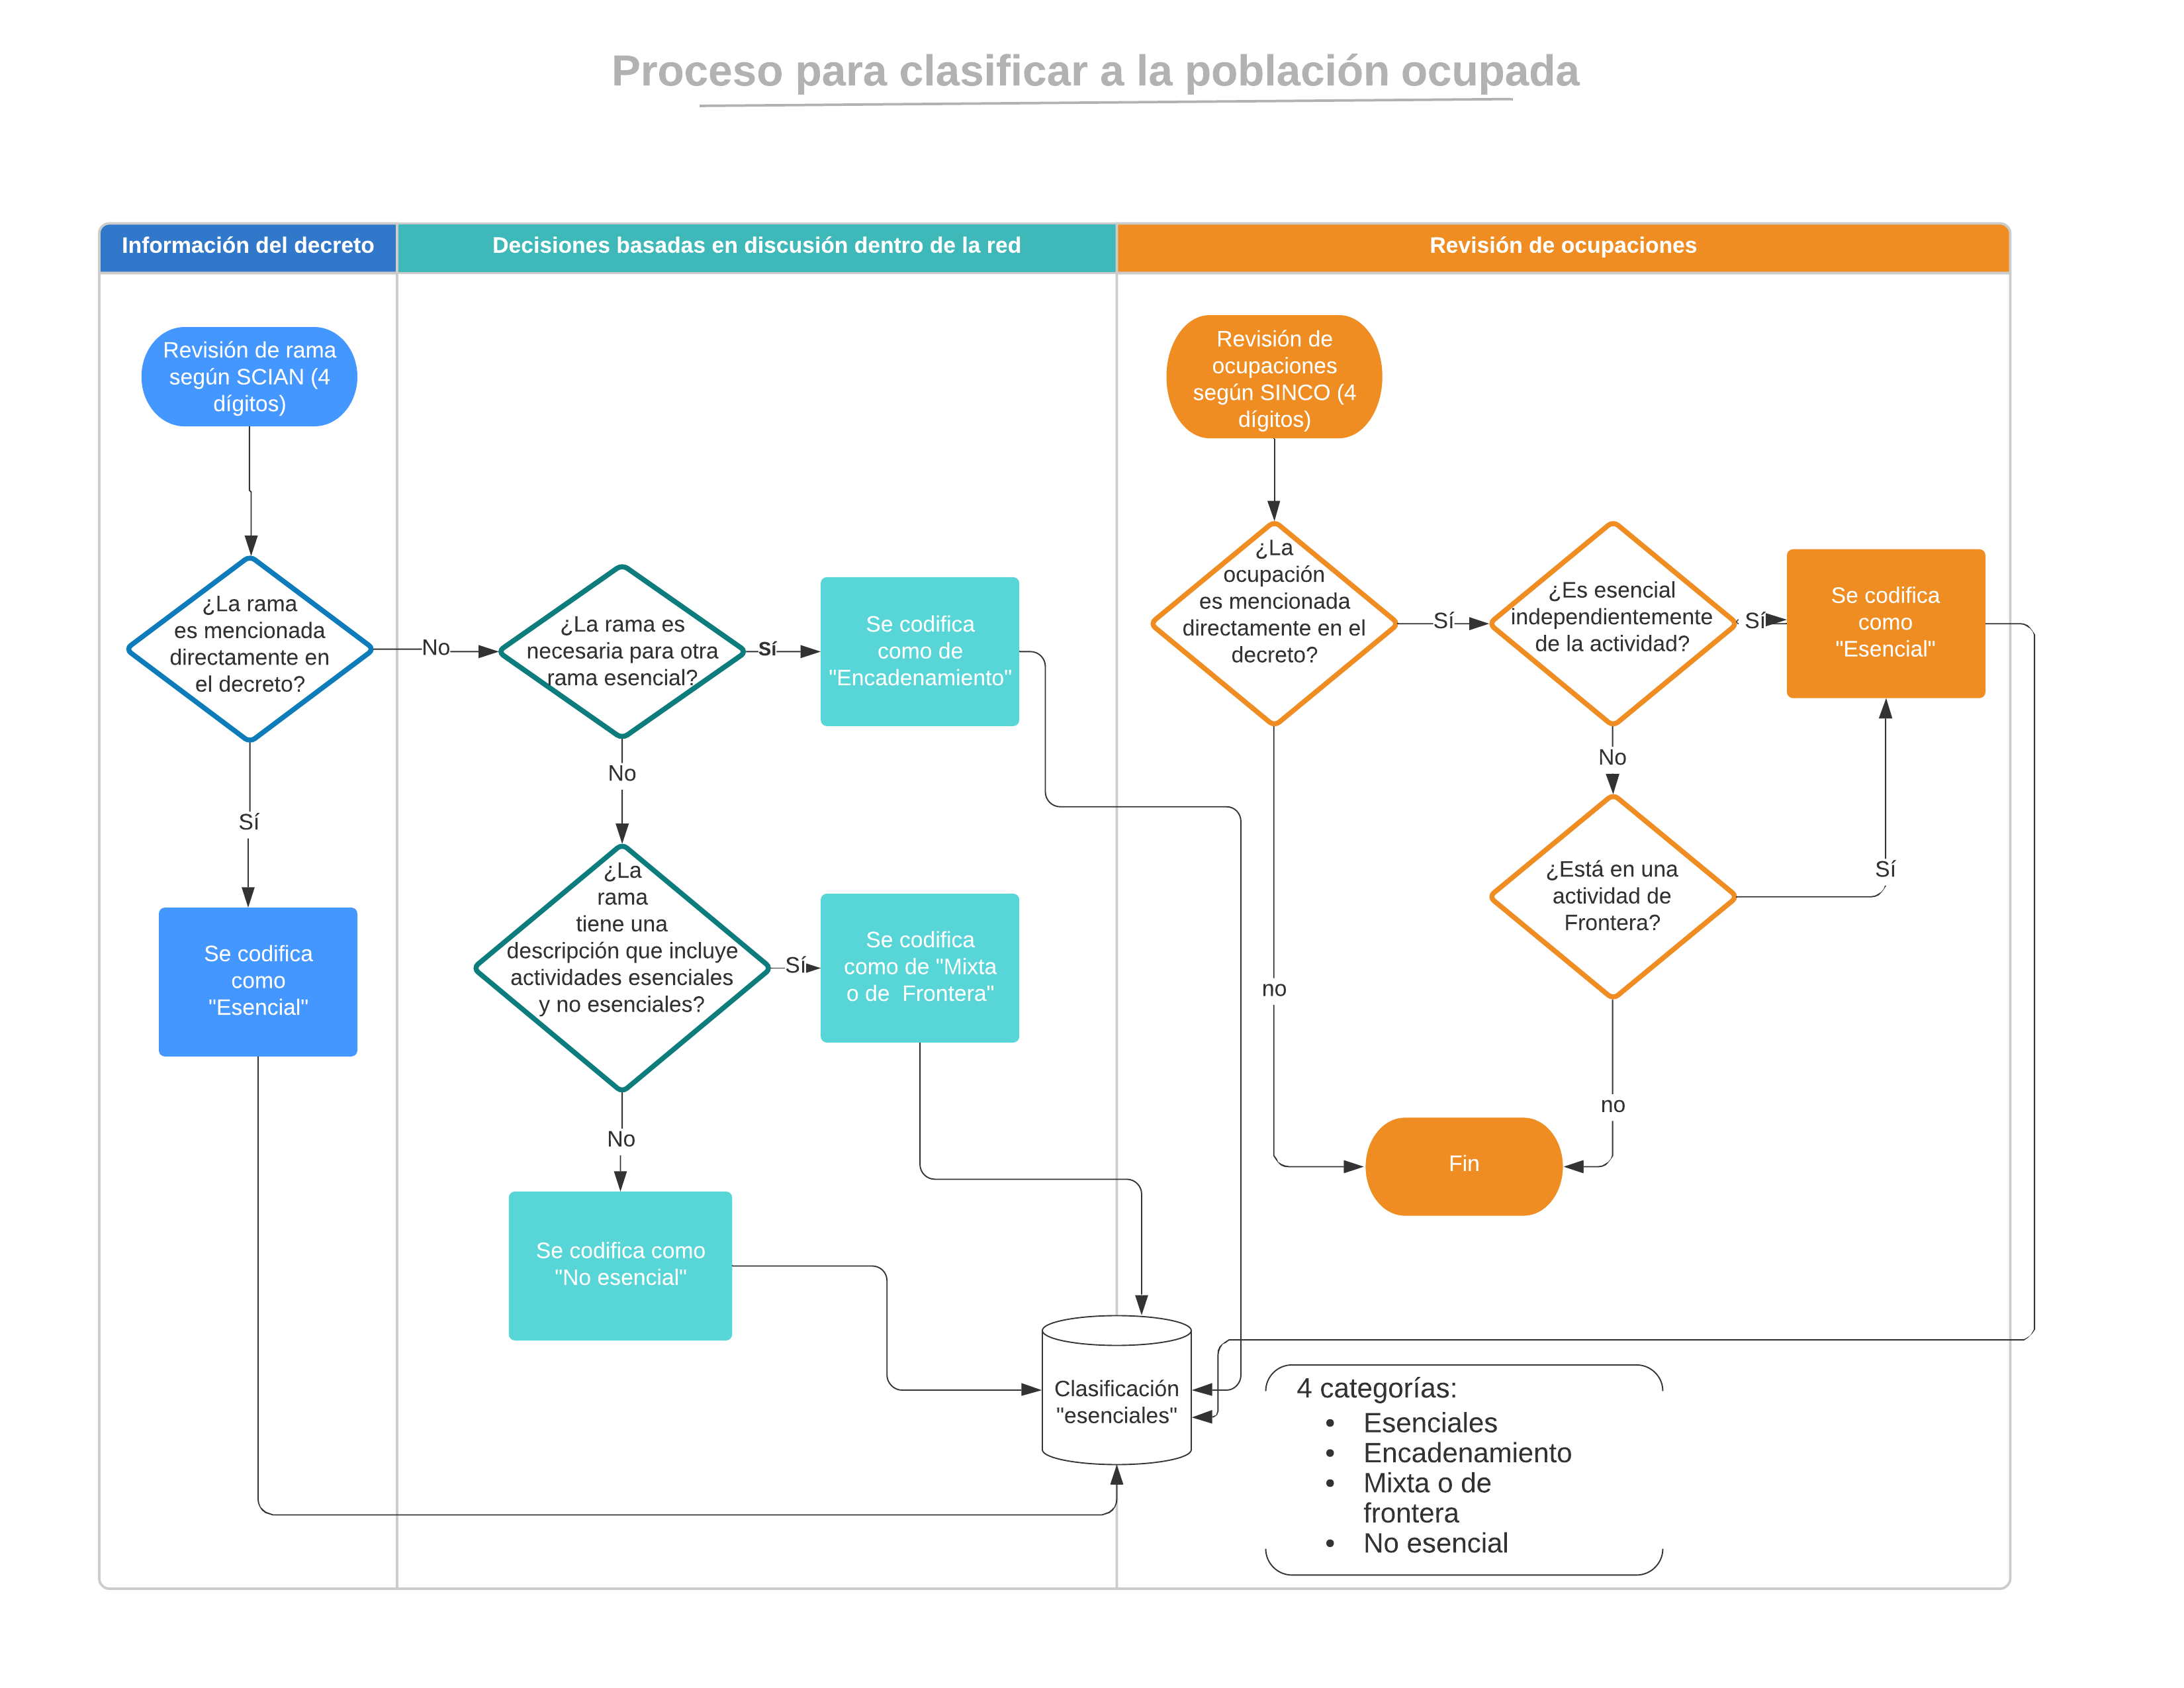 Proceso para clasificar a la población ocupada
Información del decreto
Decisiones basadas en discusión dentro de la red
Revisión de ocupaciones
Revisión de rama
según SCIAN (4
dígitos)
¿La rama
es mencionada
directamente en
el decreto?
No
Sí
Se codifica
como
"Esencial"
¿La rama es
necesaria para otra
rama esencial?
Sí
Se codifica
como de
"Encadenamiento"
No
¿La
rama
tiene una
descripción que incluye
actividades esenciales
y no esenciales?
Sí
Se codifica
como de "Mixta
o de  Frontera"
No
Se codifica como
"No esencial"
Revisión de
ocupaciones
según SINCO (4
dígitos)
¿La
ocupación
es mencionada
directamente en el
decreto?
Sí
¿Es esencial
independientemente
de la actividad?
Sí
Se codifica
como
"Esencial"
No
¿Está en una
actividad de
Frontera?
Sí
no
no
Fin
Clasificación
"esenciales"
4 categorías:
• Esenciales
• Encadenamiento
• Mixta o de
frontera
• No esencial